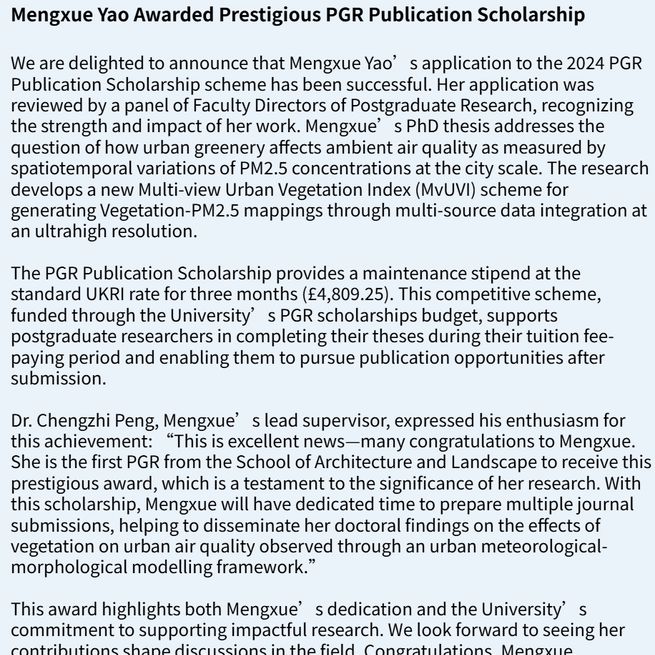 Mengxue Yao Awarded Prestigious PGR Publication Scholarship
We are delighted to announce that Mengxue Yao’s application to the 2024 PGR
Publication Scholarship scheme has been successful. Her application was
reviewed by a panel of Faculty Directors of Postgraduate Research, recognizing
the strength and impact of her work. Mengxue’s PhD thesis addresses the
question of how urban greenery affects ambient air quality as measured by
spatiotemporal variations of PM2.5 concentrations at the city scale. The research
develops a new Multi-view Urban Vegetation Index (MvUVI) scheme for
generating Vegetation-PM2.5 mappings through multi-source data integration at
an ultrahigh resolution.
The PGR Publication Scholarship provides a maintenance stipend at the
standard UKRI rate for three months (£4,809.25). This competitive scheme,
funded through the University’s PGR scholarships budget, supports
postgraduate researchers in completing their theses during their tuition fee-
paying period and enabling them to pursue publication opportunities after
submission.
Dr. Chengzhi Peng, Mengxue’s lead supervisor, expressed his enthusiasm for
this achievement: “This is excellent news—many congratulations to Mengxue.
She is the first PGR from the School of Architecture and Landscape to receive this
prestigious award, which is a testament to the significance of her research. With
this scholarship, Mengxue will have dedicated time to prepare multiple journal
submissions, helping to disseminate her doctoral findings on the effects of
vegetation on urban air quality observed through an urban meteorological-
morphological modelling framework.”
This award highlights both Mengxue’s dedication and the University’s
commitment to supporting impactful research. We look forward to seeing her
contributions shape discussions in the field. Congratulations, Mengxue